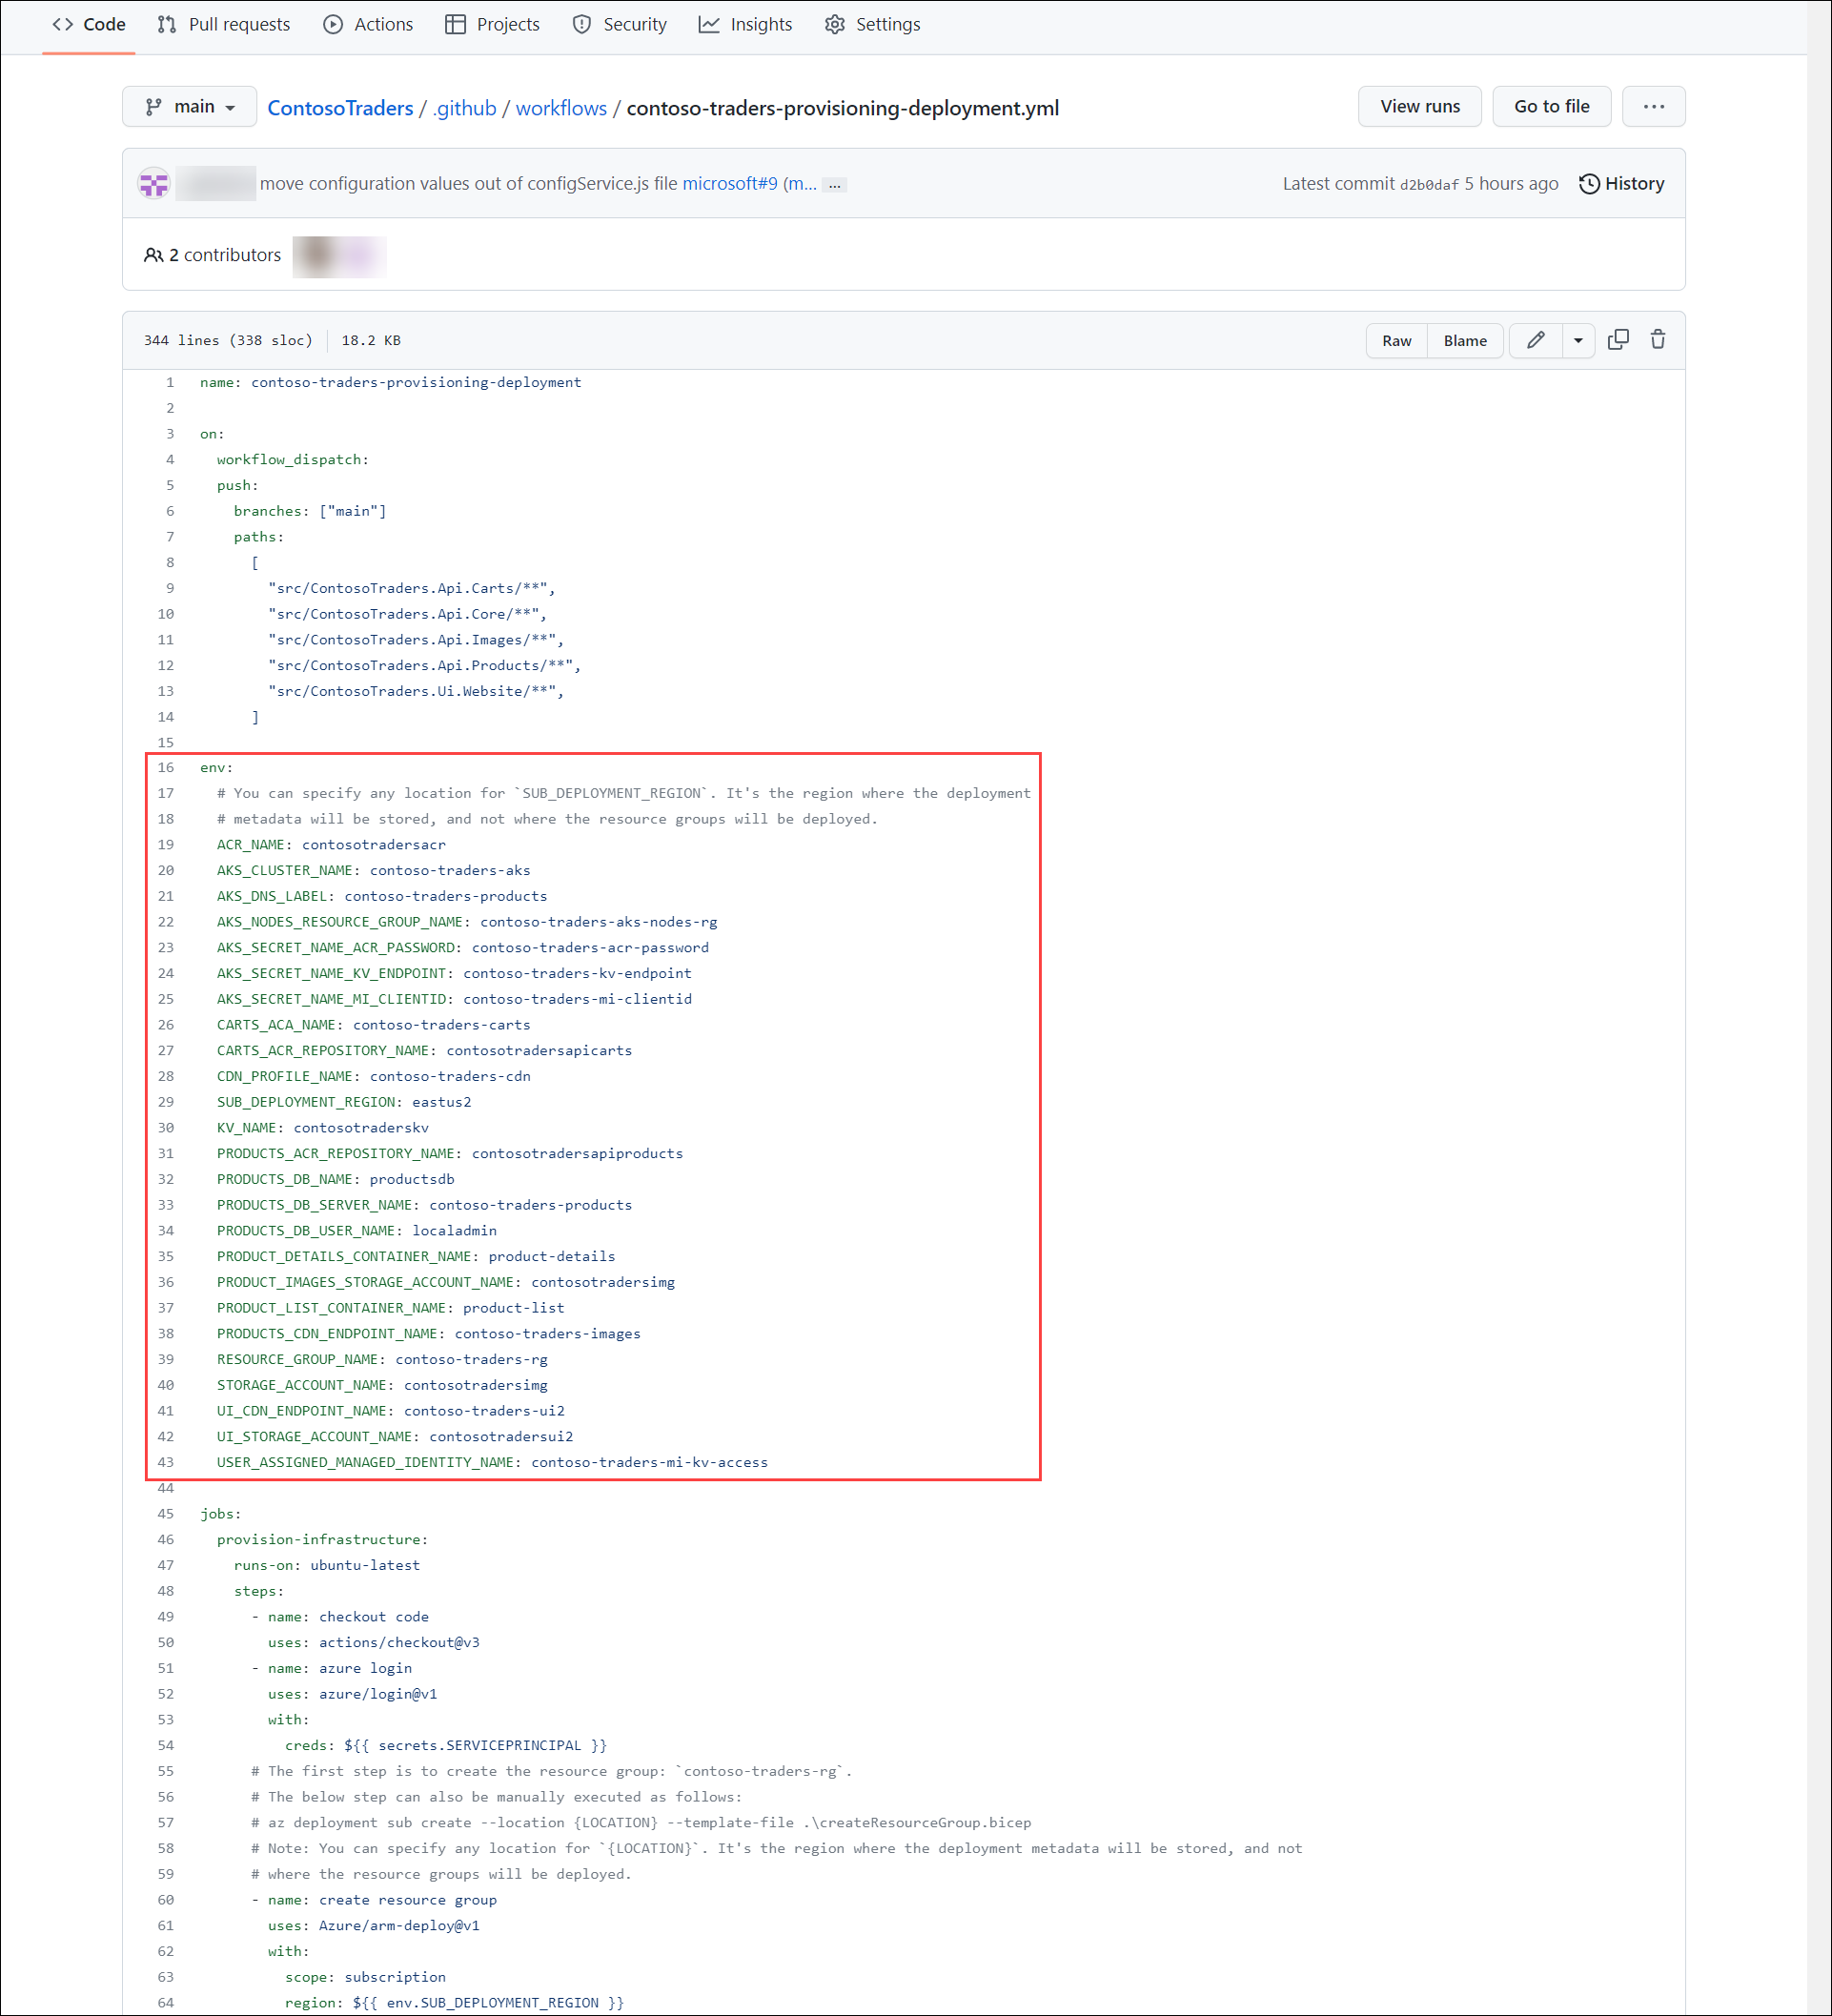 Code Pull requests Actions Projects Security Insights Settings
main ContosoTraders / .github / workflows / contoso-traders-provisioning-deployment.yml View runs Go to file ...
move configuration values out of configService.js file microsoft#9 (m... ... Latest commit d2b0daf 5 hours ago History
2 contributors
344 lines (338 sloc) 18.2 KB Raw Blame
1 name: contoso-traders-provisioning-deployment
2
3 on:
4 workflow_dispatch:
5 push:
6 branches: ["main"]
7 paths:
8 [
9 "src/ContosoTraders.Api.Carts/**",
10 "src/ContosoTraders.Api.Core/**",
11 "src/ContosoTraders.Api.Images/**",
12 "src/ContosoTraders.Api.Products/**",
13 "src/ContosoTraders.Ui.Website/**",
14 ]
15
16 env:
17 # You can specify any location for `SUB_DEPLOYMENT_REGION`. It's the region where the deployment
18 # metadata will be stored, and not where the resource groups will be deployed.
19 ACR_NAME: contosotradersacr
20 AKS_CLUSTER_NAME: contoso-traders-aks
21 AKS_DNS_LABEL: contoso-traders-products
22 AKS_NODES_RESOURCE_GROUP_NAME: contoso-traders-aks-nodes-rg
23 AKS_SECRET_NAME_ACR_PASSWORD: contoso-traders-acr-password
24 AKS_SECRET_NAME_KV_ENDPOINT: contoso-traders-kv-endpoint
25 AKS_SECRET_NAME_MI_CLIENTID: contoso-traders-mi-clientid
26 CARTS_ACA_NAME: contoso-traders-carts
27 CARTS_ACR_REPOSITORY_NAME: contosotradersapicarts
28 CDN_PROFILE_NAME: contoso-traders-cdn
29 SUB_DEPLOYMENT_REGION: eastus2
30 KV_NAME: contosotraderskv
31 PRODUCTS_ACR_REPOSITORY_NAME: contosotradersapiproducts
32 PRODUCTS_DB_NAME: productsdb
33 PRODUCTS_DB_SERVER_NAME: contoso-traders-products
34 PRODUCTS_DB_USER_NAME: localadmin
35 PRODUCT_DETAILS_CONTAINER_NAME: product-details
36 PRODUCT_IMAGES_STORAGE_ACCOUNT_NAME: contosotradersimg
37 PRODUCT_LIST_CONTAINER_NAME: product-list
38 PRODUCTS_CDN_ENDPOINT_NAME: contoso-traders-images
39 RESOURCE_GROUP_NAME: contoso-traders-rg
40 STORAGE_ACCOUNT_NAME: contosotradersimg
41 UI_CDN_ENDPOINT_NAME: contoso-traders-ui2
42 UI_STORAGE_ACCOUNT_NAME: contosotradersui2
43 USER_ASSIGNED_MANAGED_IDENTITY_NAME: contoso-traders-mi-kv-access
44
45 jobs:
46 provision-infrastructure:
47 runs-on: ubuntu-latest
48 steps:
49 - name: checkout code
50 uses: actions/checkout@v3
51 - name: azure login
52 uses: azure/login@v1
53 with:
54 creds: ${{ secrets.SERVICEPRINCIPAL }}
55 # The first step is to create the resource group: `contoso-traders-rg`.
56 # The below step can also be manually executed as follows:
57 # az deployment sub create --location {LOCATION} --template-file .\createResourceGroup.bicep
58 # Note: You can specify any location for `{LOCATION}`. It's the region where the deployment metadata will be stored, and not
59 # where the resource groups will be deployed.
60 - name: create resource group
61 uses: Azure/arm-deploy@v1
62 with:
63 scope: subscription
64 region: ${{ env.SUB_DEPLOYMENT_REGION }}